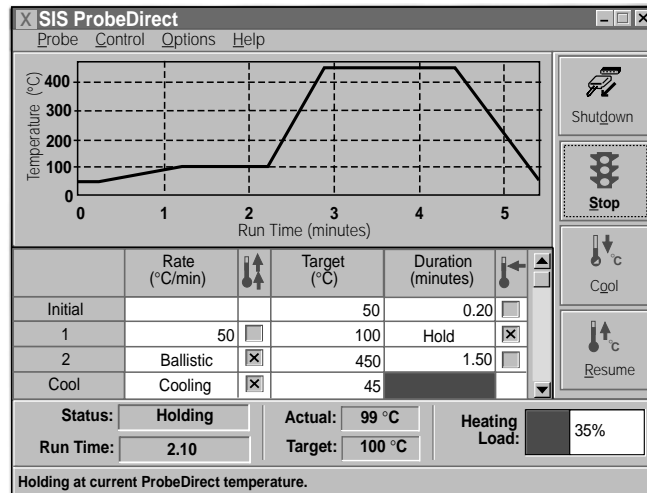 X SIS ProbeDirect
Probe Control Options Help
Temperature (°C)
400
300
200
100
0
0 1 2 3 4 5
Run Time (minutes)
Shutdown
Stop
°C
Cool
°C
Resume
Rate (°C/min) Target (°C) Duration (minutes)
Initial 50 0.20
1 50 100 Hold
2 Ballistic 450 1.50
Cool Cooling 45
Status: Holding
Run Time: 2.10
Actual: 99 °C
Target: 100 °C
Heating Load: 35%
Holding at current ProbeDirect temperature.